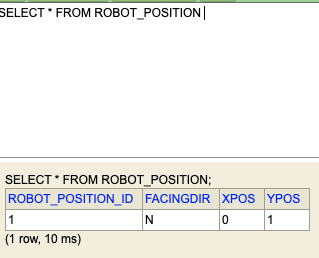 SELECT * FROM ROBOT_POSITION
SELECT * FROM ROBOT_POSITION;
ROBOT_POSITION_ID FACINGDIR XPOS YPOS
1 N 0 1
(1 row, 10 ms)